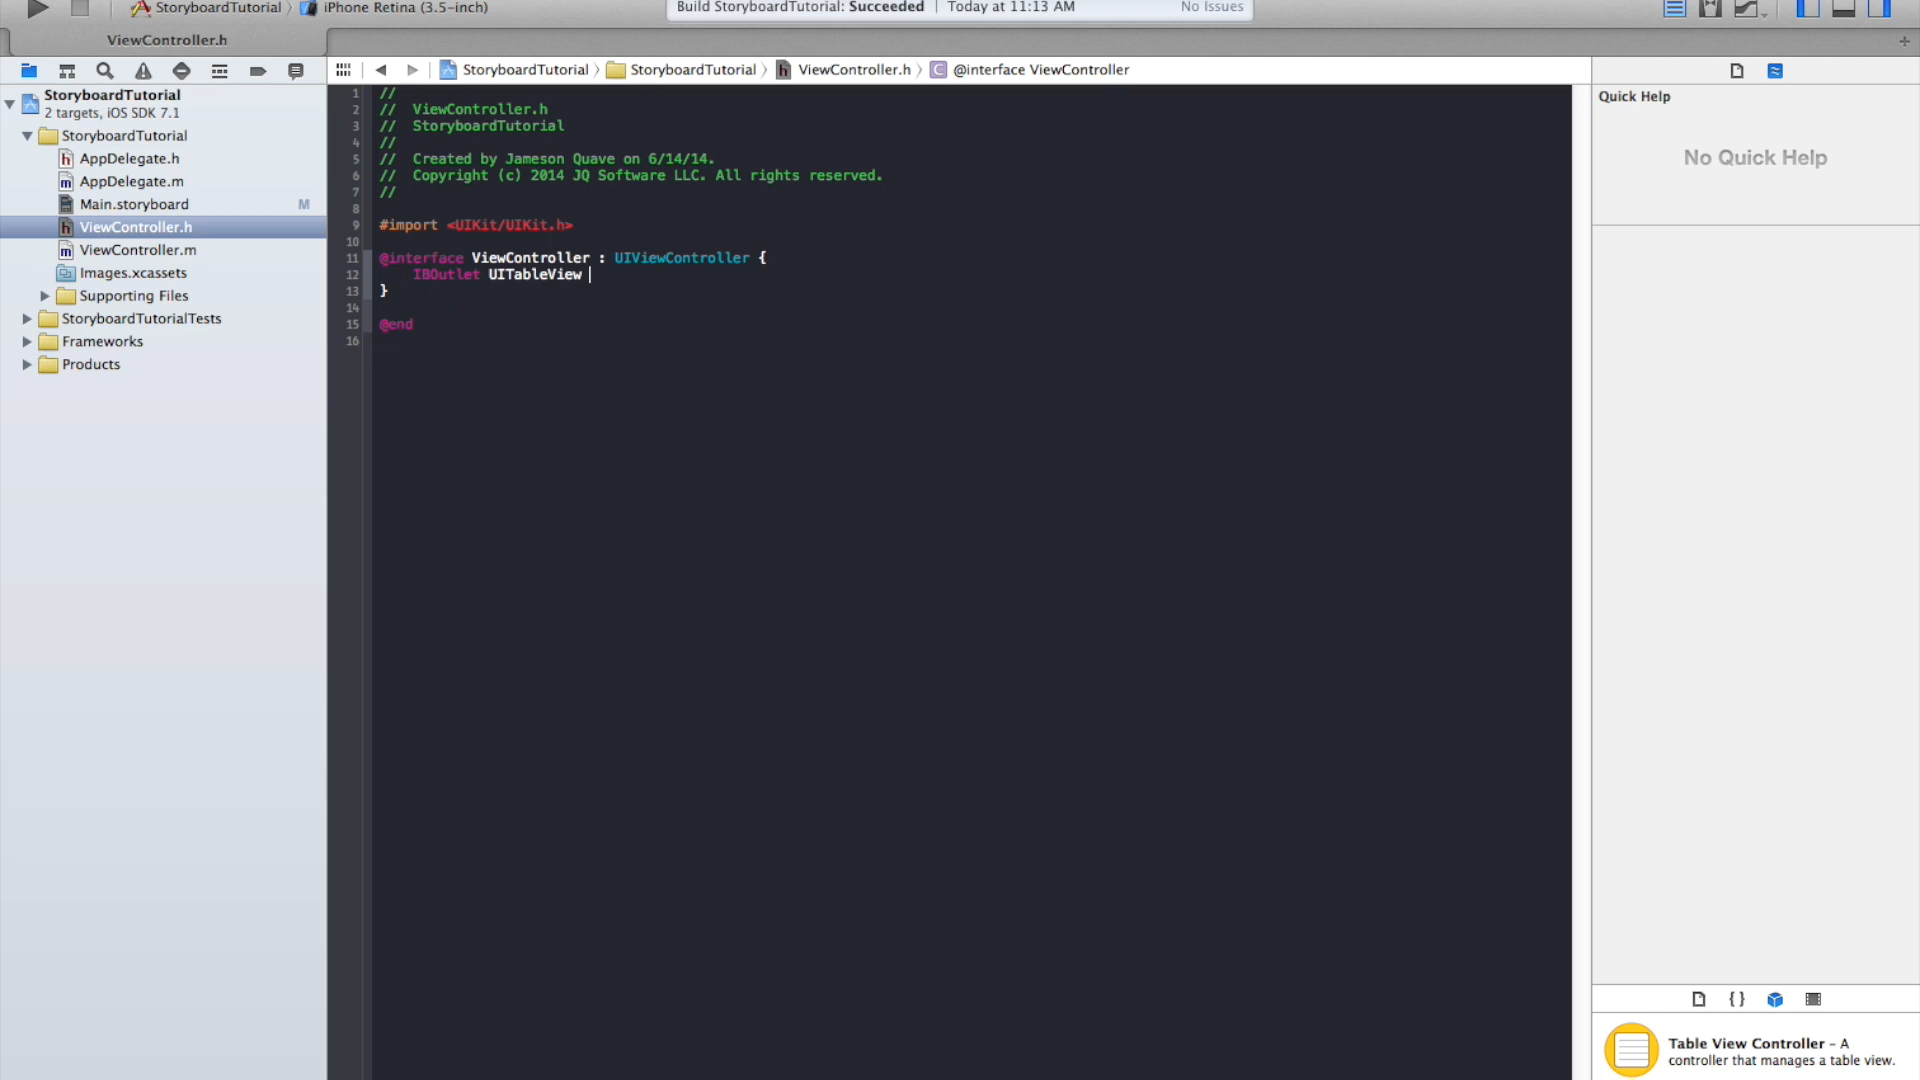 StoryboardTutorial 〉 iPhone Retina (3.5-inch)
Build StoryboardTutorial: Succeeded | Today at 11:13 AM No Issues
ViewController.h
StoryboardTutorial 〉 StoryboardTutorial 〉 ViewController.h 〉 @interface ViewController
StoryboardTutorial
2 targets, iOS SDK 7.1
StoryboardTutorial
AppDelegate.h
AppDelegate.m
Main.storyboard M
ViewController.h
ViewController.m
Images.xcassets
Supporting Files
StoryboardTutorialTests
Frameworks
Products
1 //
2 // ViewController.h
3 // StoryboardTutorial
4 //
5 // Created by Jameson Quave on 6/14/14.
6 // Copyright (c) 2014 JQ Software LLC. All rights reserved.
7 //
8
9 #import <UIKit/UIKit.h>
10
11 @interface ViewController : UIViewController {
12 IBOutlet UITableView
13 }
14
15 @end
16
Quick Help
No Quick Help
{ }
Table View Controller – A
controller that manages a table view.